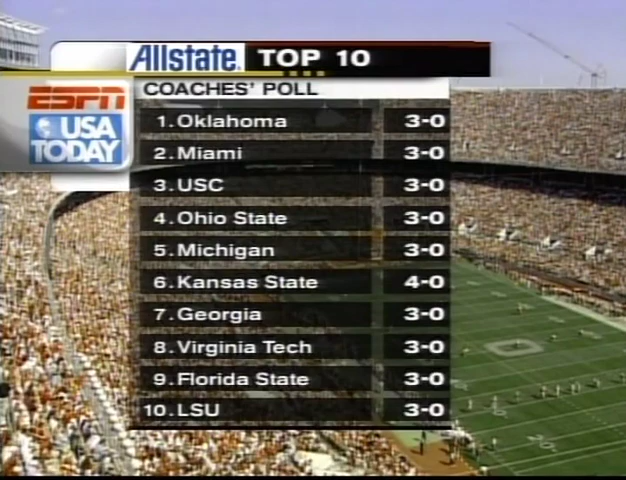 Allstate. TOP 10
COACHES' POLL
ESPN
USA
TODAY
1. Oklahoma 3-0
2. Miami 3-0
3. USC 3-0
4. Ohio State 3-0
5. Michigan 3-0
6. Kansas State 4-0
7. Georgia 3-0
8. Virginia Tech 3-0
9. Florida State 3-0
10. LSU 3-0